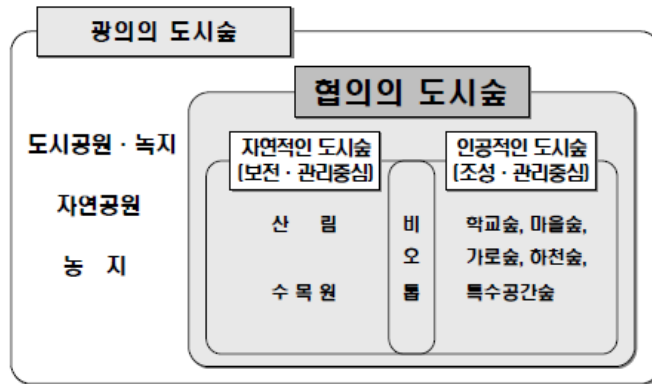 광의의 도시숲
협의의 도시숲
도시공원 · 녹지
자연공원
농 지
자연적인 도시숲
(보전 · 관리중심)
산 림
수 목 원
비
오
톱
인공적인 도시숲
(조성 · 관리중심)
학교숲, 마을숲,
가로숲, 하천숲,
특수공간숲